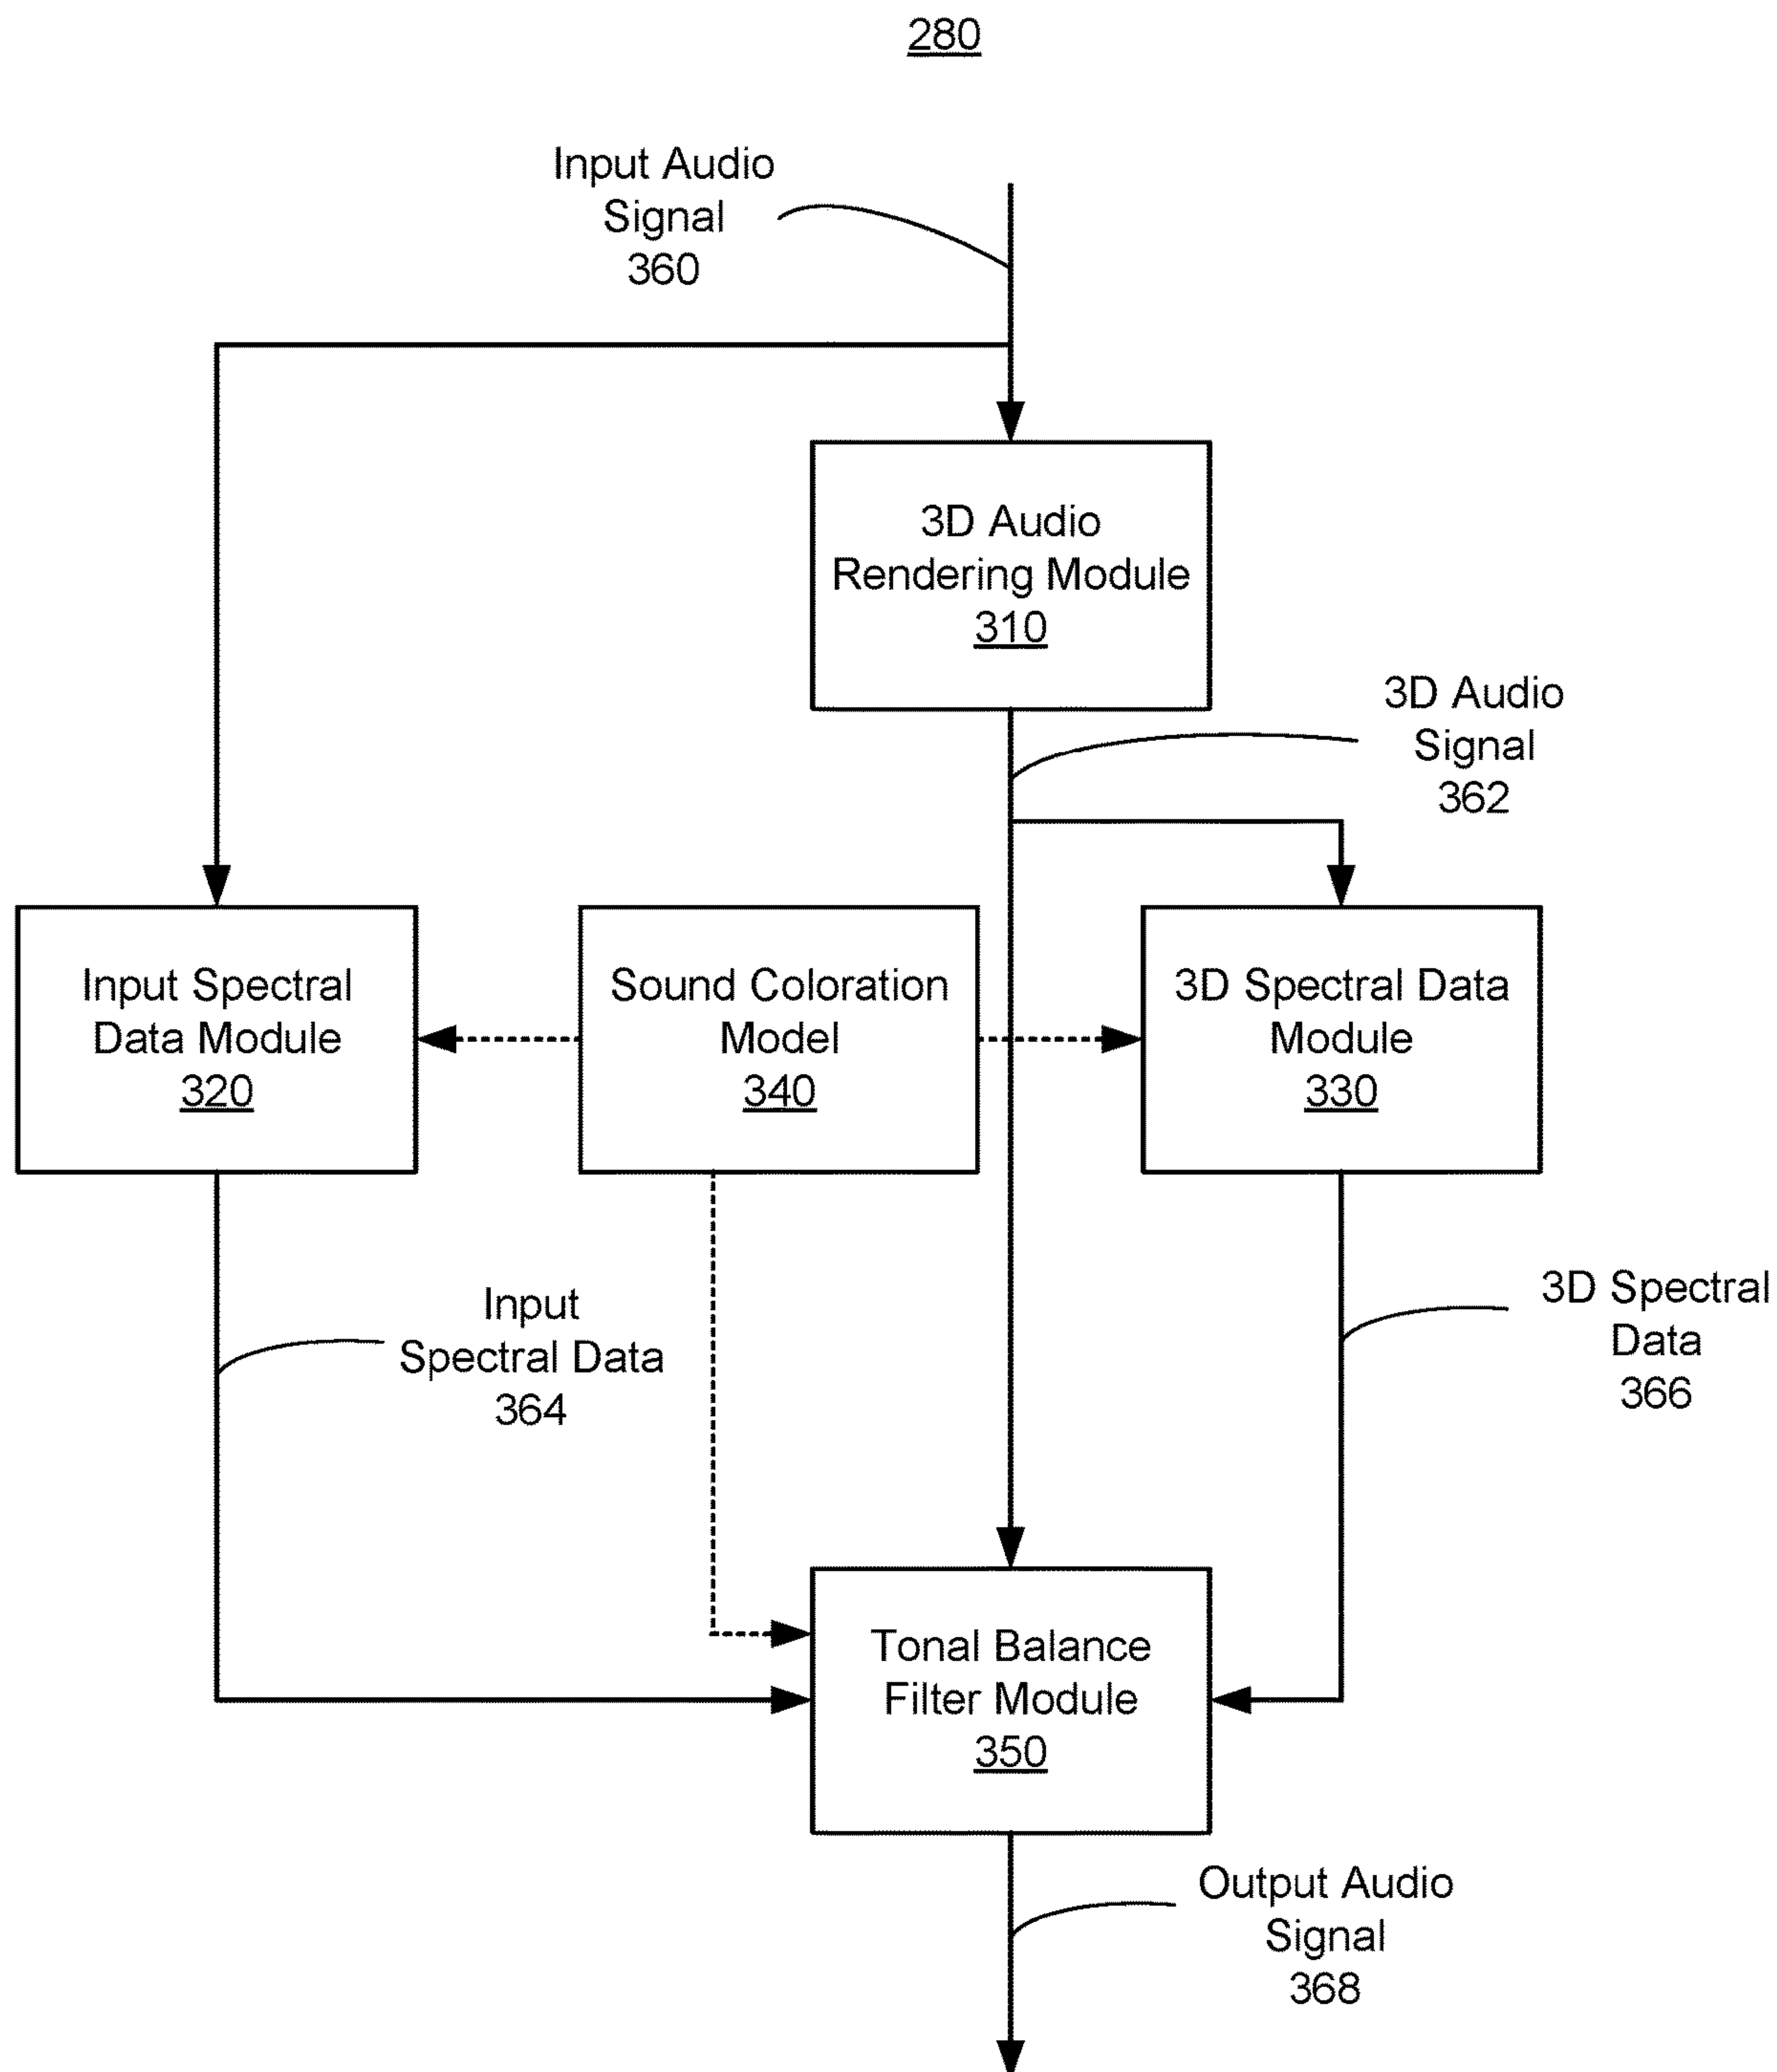 280
Input Audio
Signal
360
3D Audio
Rendering Module
310
3D Audio
Signal
362
Input Spectral
Data Module
320
Sound Coloration
Model
340
3D Spectral Data
Module
330
Input
Spectral Data
364
3D Spectral
Data
366
Tonal Balance
Filter Module
350
Output Audio
Signal
368